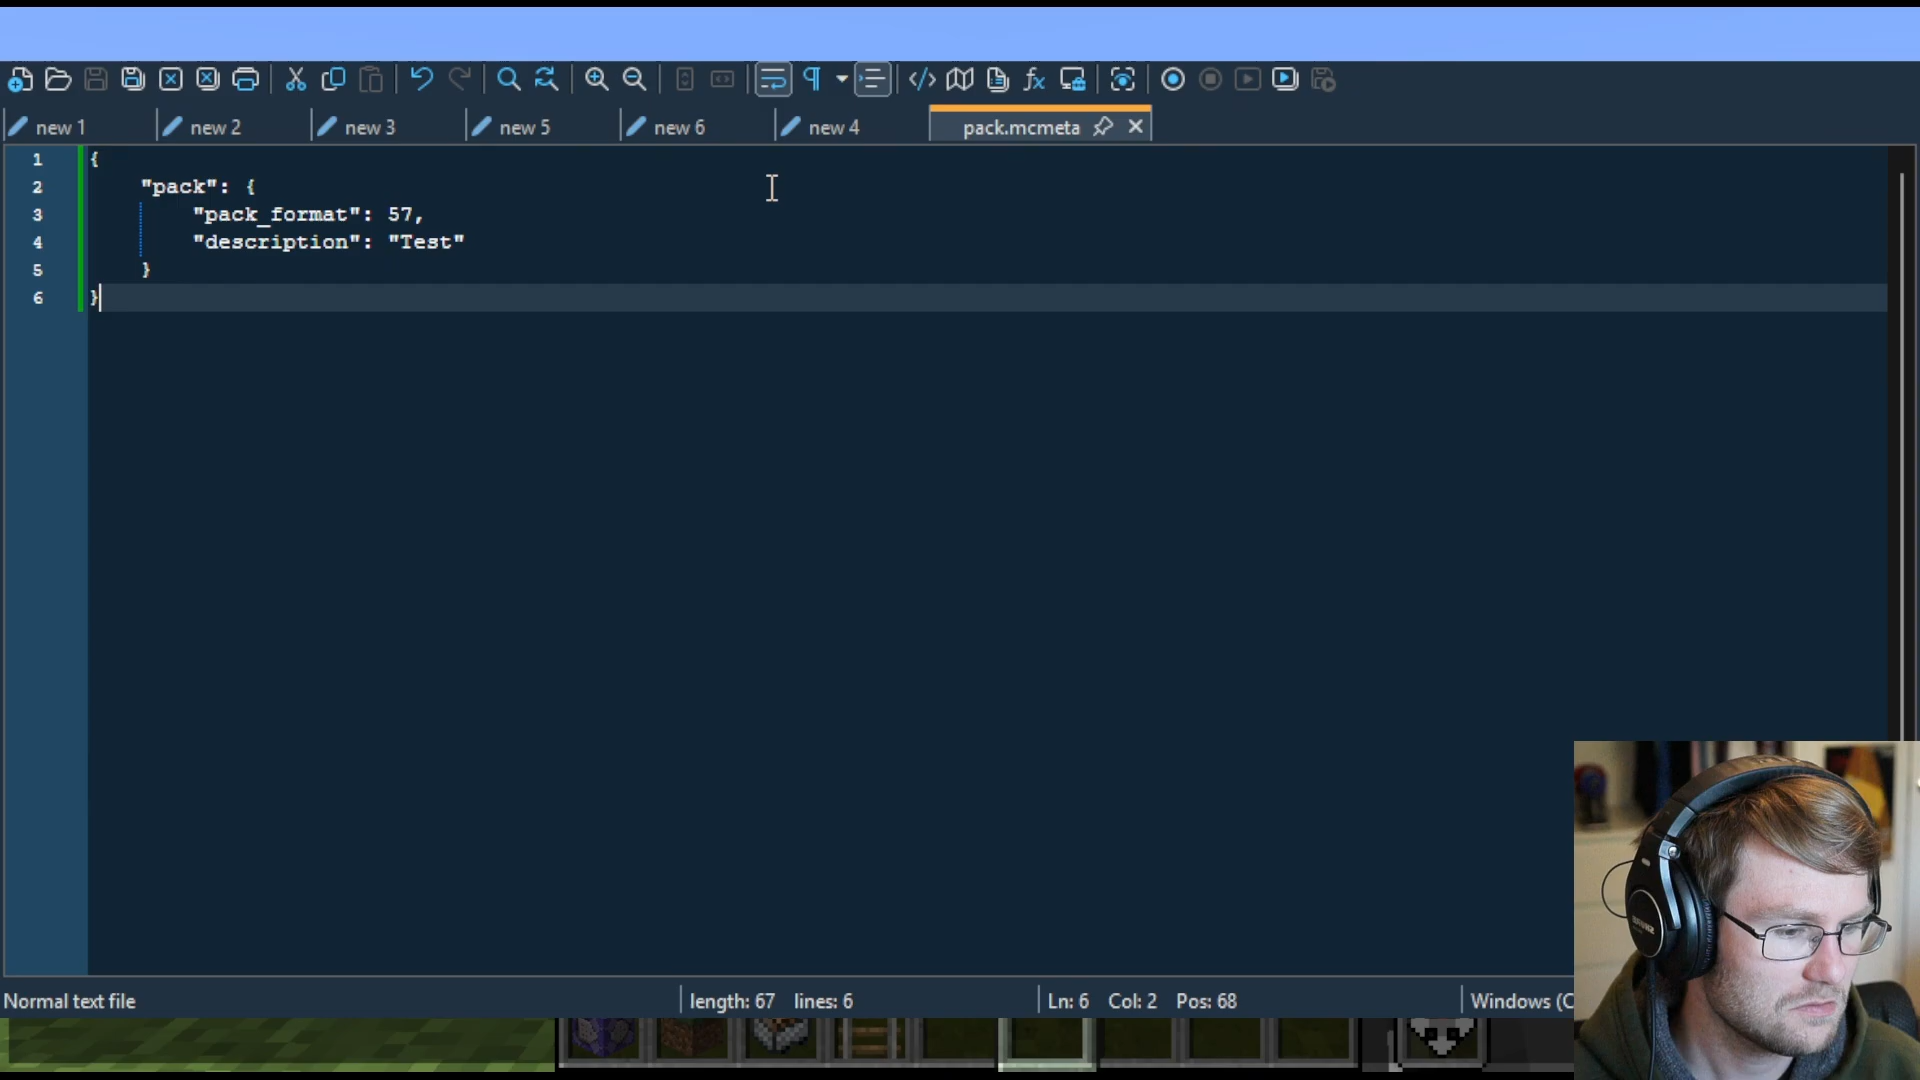 new 1 new 2 new 3 new 5 new 6 new 4 pack.mcmeta
1 {
2 "pack": {
3 "pack_format": 57,
4 "description": "Test"
5 }
6 }
Normal text file length: 67 lines: 6 Ln: 6 Col: 2 Pos: 68 Windows (C